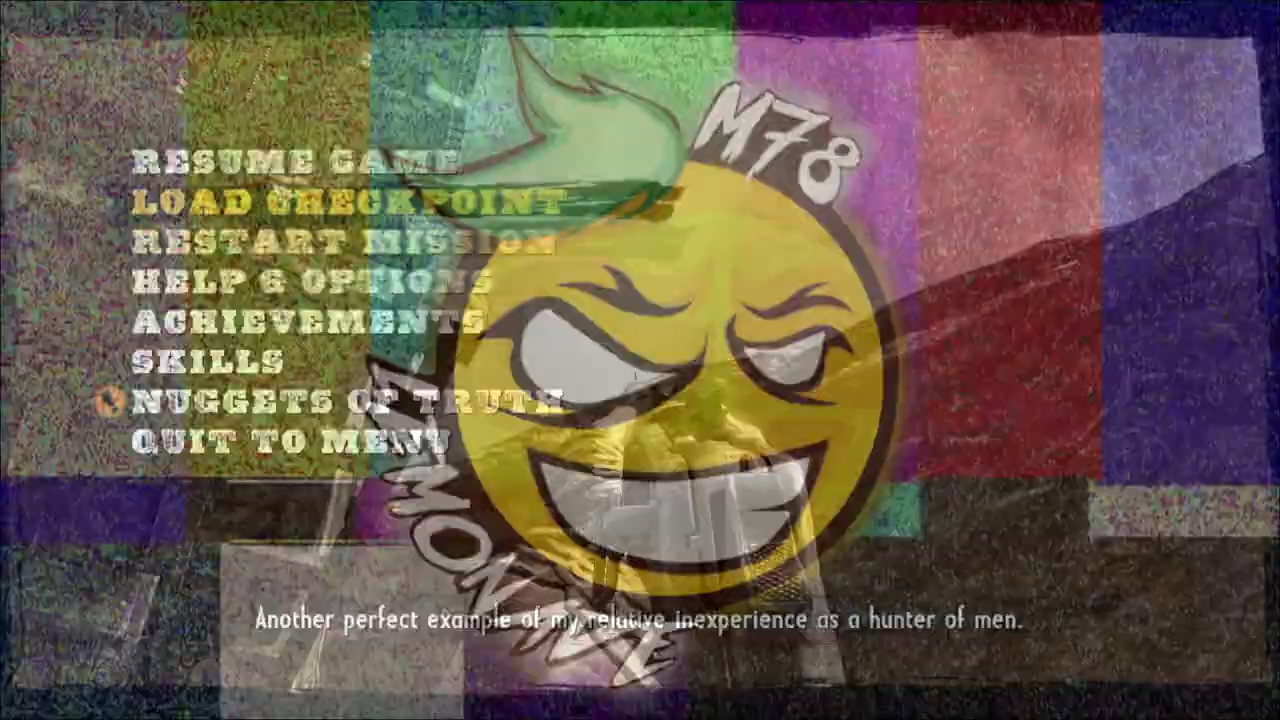 M78
RESUME GAME
LOAD CHECKPOINT
RESTART MISSION
HELP & OPTIONS
ACHIEVEMENTS
SKILLS
NUGGETS OF TRUTH
QUIT TO MENU
Another perfect example of my relative inexperience as a hunter of men.